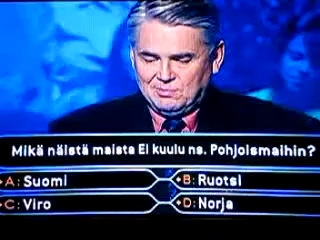 Mikä näistä maista EI kuulu ns. Pohjoismaihin?
A: Suomi
B: Ruotsi
C: Viro
D: Norja